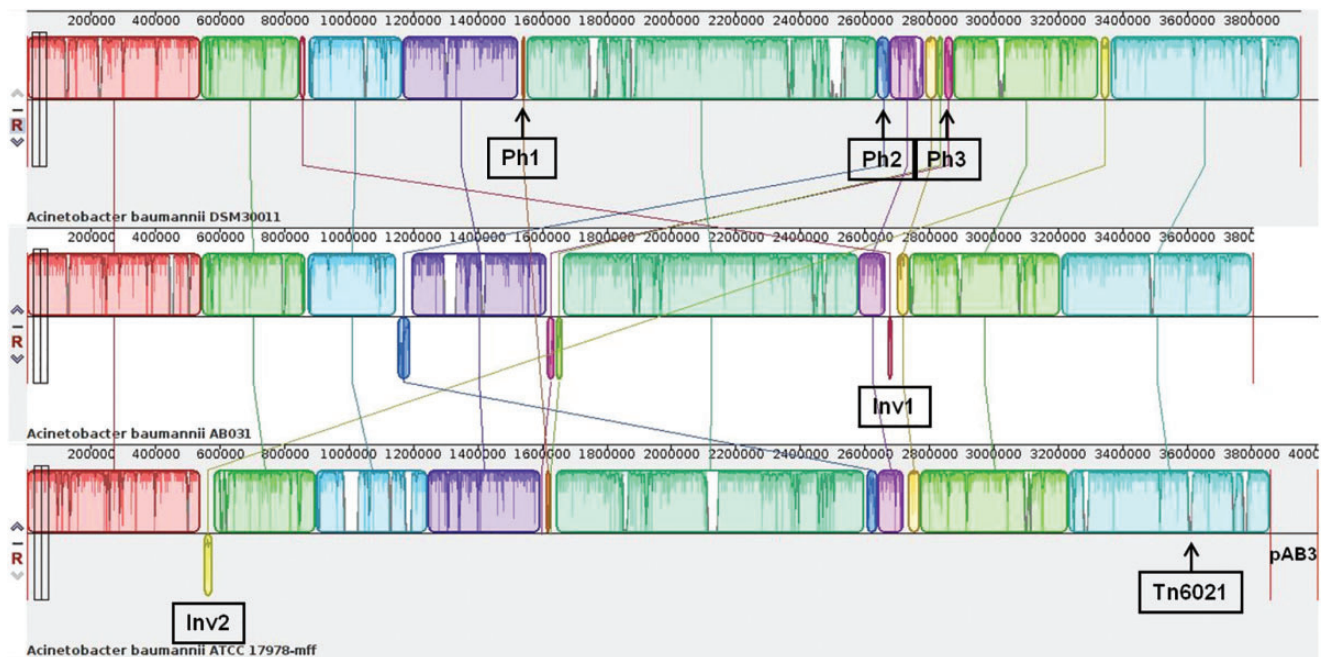 200000 400000 600000 800000 1000000 1200000 1400000 1600000 1800000 2000000 2200000 2400000 2600000 2800000 3000000 3200000 3400000 3600000 3800000
R
Ph1 Ph2 Ph3
Acinetobacter baumannii DSM30011
200000 400000 600000 800000 1000000 1200000 1400000 1600000 1800000 2000000 2200000 2400000 2600000 2800000 3000000 3200000 3400000 3600000 380
R
Inv1
Acinetobacter baumannii AB031
200000 400000 600000 800000 1000000 1200000 1400000 1600000 1800000 2000000 2200000 2400000 2600000 2800000 3000000 3200000 3400000 3600000 3800000 4000
R
pAB3
Tn6021
Inv2
Acinetobacter baumannii ATCC 17978-mff